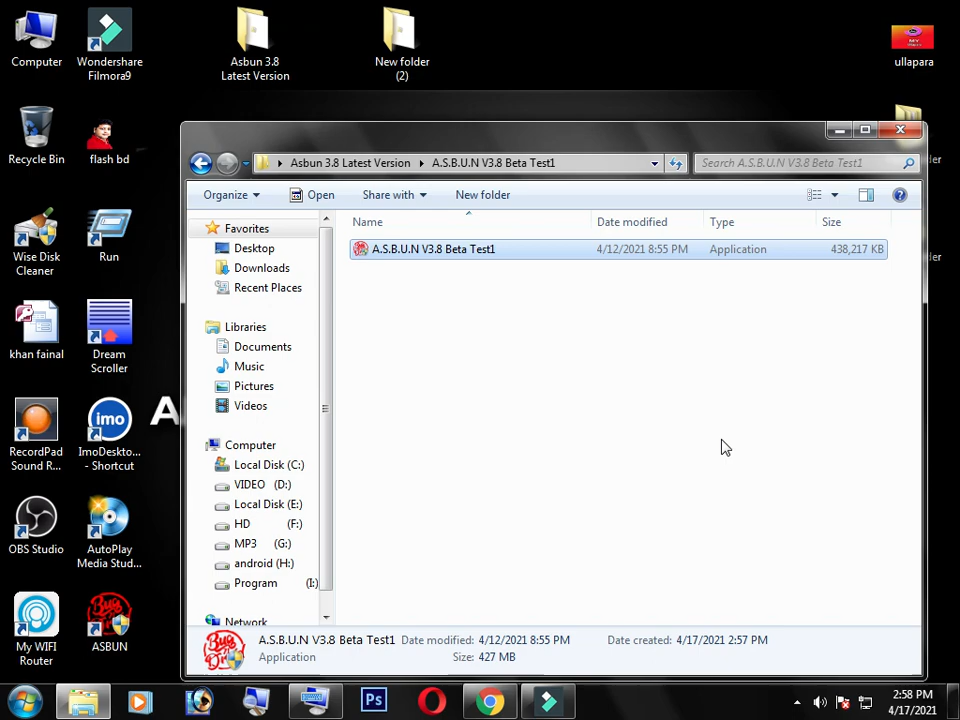 Computer
Wondershare
Filmora9
Asbun 3.8
Latest Version
New folder
(2)
ullapara
Recycle Bin
flash bd
der
Asbun 3.8 Latest Version
A.S.B.U.N V3.8 Beta Test1
Search A.S.B.U.N V3.8 Beta Test1
Organize
Open
Share with
New folder
Name
Date modified
Type
Size
A.S.B.U.N V3.8 Beta Test1
4/12/2021 8:55 PM
Application
438,217 KB
Favorites
Desktop
Downloads
Recent Places
Libraries
Documents
Music
Pictures
Videos
Computer
Local Disk (C:)
VIDEO (D:)
Local Disk (E:)
HD (F:)
MP3 (G:)
android (H:)
Program (I:)
Network
Wise Disk
Cleaner
Run
der
khan fainal
Dream
Scroller
A
imo
RecordPad
Sound R...
ImoDeskto...
- Shortcut
OBS Studio
AutoPlay
Media Stud...
My WIFI
Router
ASBUN
A.S.B.U.N V3.8 Beta Test1
Date modified: 4/12/2021 8:55 PM
Date created: 4/17/2021 2:57 PM
Application
Size: 427 MB
Ps
2:58 PM
4/17/2021